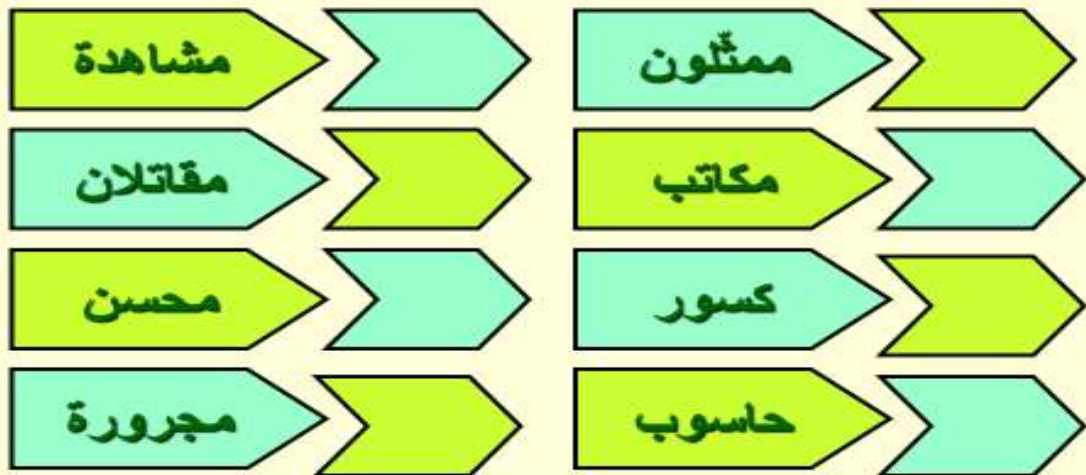 ممثّلون
مشاهدة
مكاتب
مقاتلان
كسور
محسن
حاسوب
مجرورة